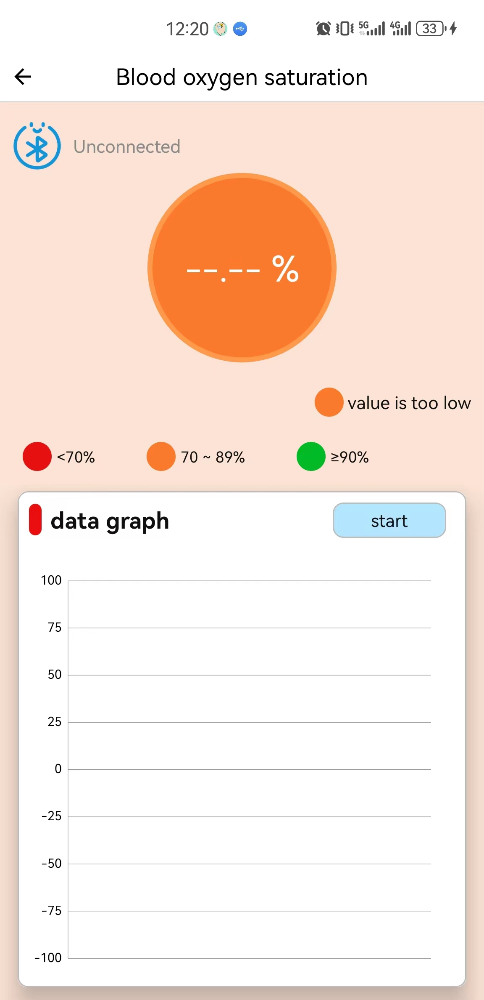 12:20 5G 4G 33
Blood oxygen saturation
Unconnected
--.-- %
value is too low
<70% 70 ~ 89% ≥90%
data graph start
100
75
50
25
0
-25
-50
-75
-100